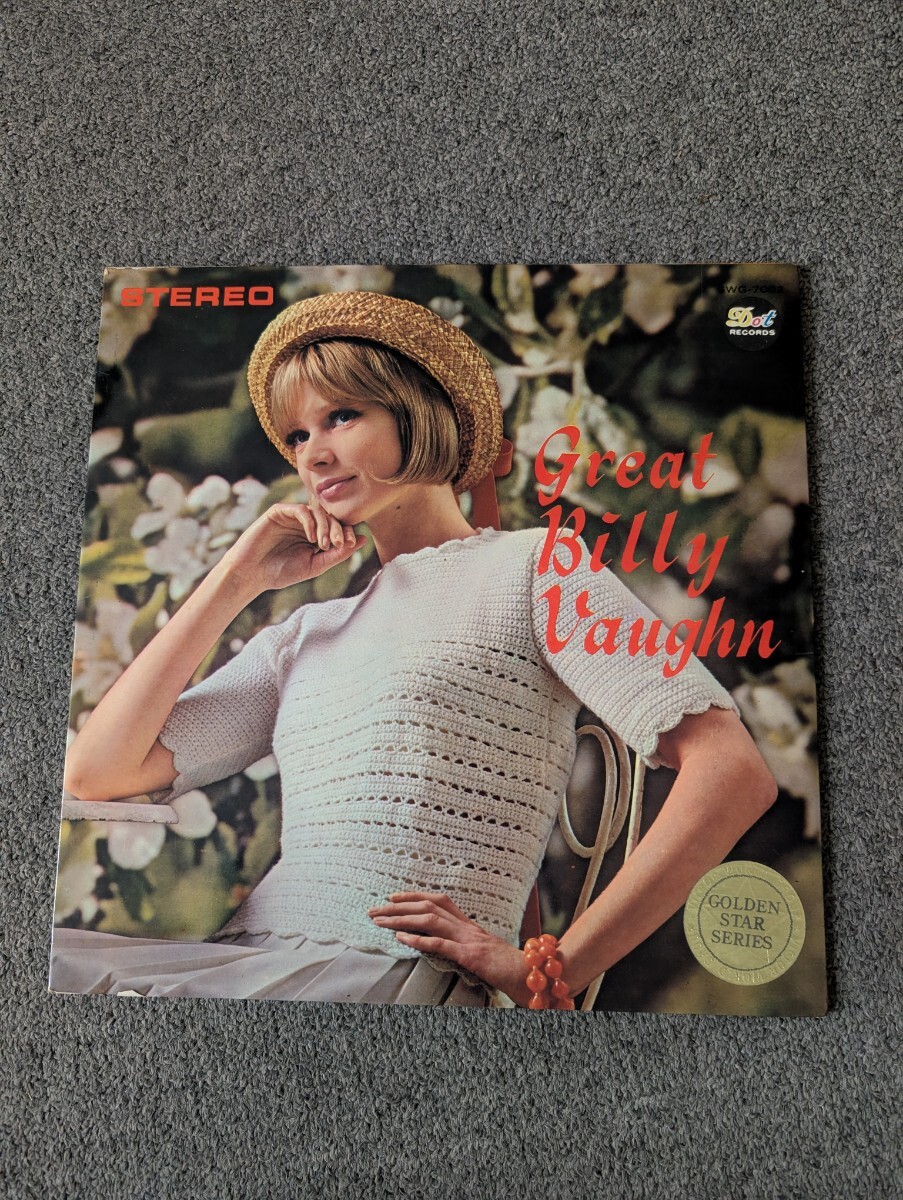 STEREO
Dot
RECORDS
Great
Billy
Vaughn
GOLDEN
STAR
SERIES